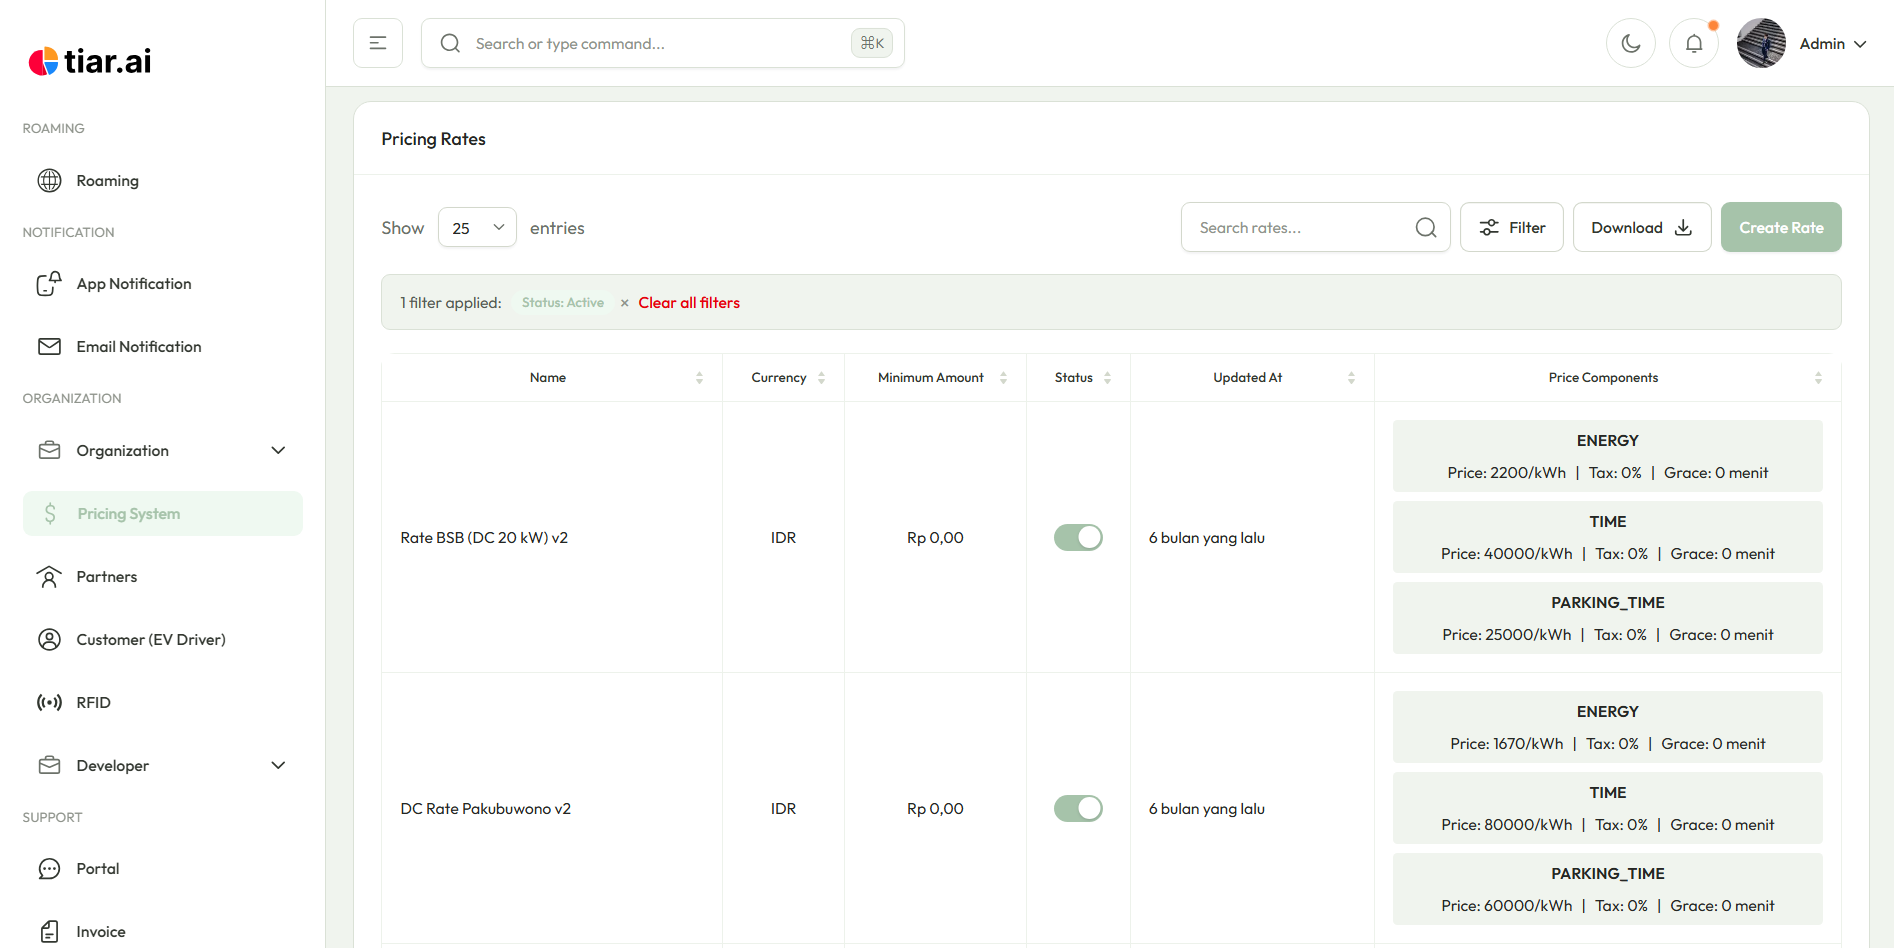 tiar.ai
ROAMING
Roaming
NOTIFICATION
App Notification
Email Notification
ORGANIZATION
Organization
Pricing System
Partners
Customer (EV Driver)
RFID
Developer
SUPPORT
Portal
Invoice
Search or type command... ⌘K
Admin
Pricing Rates
Show 25 entries
Search rates... Filter Download Create Rate
1 filter applied: Status: Active × Clear all filters
Name Currency Minimum Amount Status Updated At Price Components
Rate BSB (DC 20 kW) v2 IDR Rp 0,00 6 bulan yang lalu
ENERGY
Price: 2200/kWh | Tax: 0% | Grace: 0 menit
TIME
Price: 40000/kWh | Tax: 0% | Grace: 0 menit
PARKING_TIME
Price: 25000/kWh | Tax: 0% | Grace: 0 menit
DC Rate Pakubuwono v2 IDR Rp 0,00 6 bulan yang lalu
ENERGY
Price: 1670/kWh | Tax: 0% | Grace: 0 menit
TIME
Price: 80000/kWh | Tax: 0% | Grace: 0 menit
PARKING_TIME
Price: 60000/kWh | Tax: 0% | Grace: 0 menit